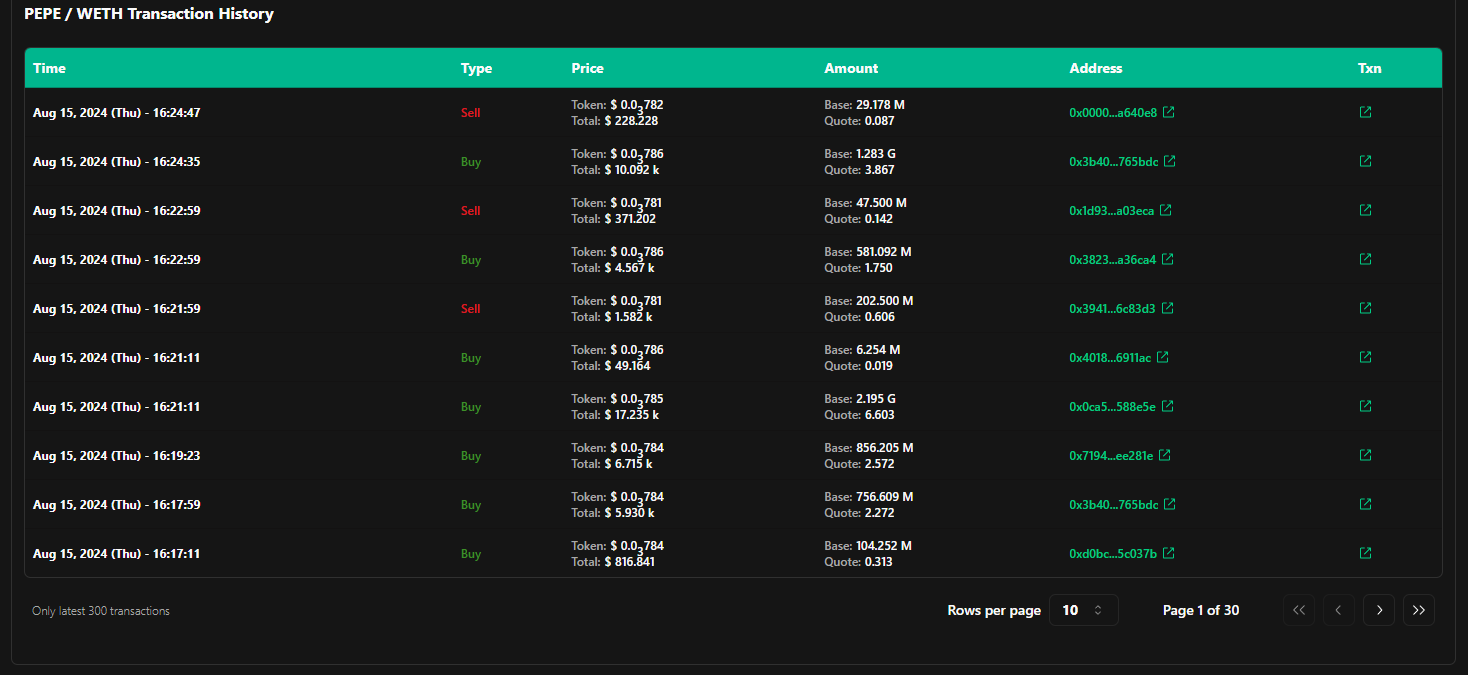 PEPE / WETH Transaction History
Time Type Price Amount Address Txn
Aug 15, 2024 (Thu) - 16:24:47 Sell Token: $ 0.0₃782 Base: 29.178 M 0x0000...a640e8
Total: $ 228.228 Quote: 0.087
Aug 15, 2024 (Thu) - 16:24:35 Buy Token: $ 0.0₃786 Base: 1.283 G 0x3b40...765bdc
Total: $ 10.092 k Quote: 3.867
Aug 15, 2024 (Thu) - 16:22:59 Sell Token: $ 0.0₃781 Base: 47.500 M 0x1d93...a03eca
Total: $ 371.202 Quote: 0.142
Aug 15, 2024 (Thu) - 16:22:59 Buy Token: $ 0.0₃786 Base: 581.092 M 0x3823...a36ca4
Total: $ 4.567 k Quote: 1.750
Aug 15, 2024 (Thu) - 16:21:59 Sell Token: $ 0.0₃781 Base: 202.500 M 0x3941...6c83d3
Total: $ 1.582 k Quote: 0.606
Aug 15, 2024 (Thu) - 16:21:11 Buy Token: $ 0.0₃786 Base: 6.254 M 0x4018...6911ac
Total: $ 49.164 Quote: 0.019
Aug 15, 2024 (Thu) - 16:21:11 Buy Token: $ 0.0₃785 Base: 2.195 G 0x0ca5...588e5e
Total: $ 17.235 k Quote: 6.603
Aug 15, 2024 (Thu) - 16:19:23 Buy Token: $ 0.0₃784 Base: 856.205 M 0x7194...ee281e
Total: $ 6.715 k Quote: 2.572
Aug 15, 2024 (Thu) - 16:17:59 Buy Token: $ 0.0₃784 Base: 756.609 M 0x3b40...765bdc
Total: $ 5.930 k Quote: 2.272
Aug 15, 2024 (Thu) - 16:17:11 Buy Token: $ 0.0₃784 Base: 104.252 M 0xd0bc...5c037b
Total: $ 816.841 Quote: 0.313
Only latest 300 transactions Rows per page 10 Page 1 of 30